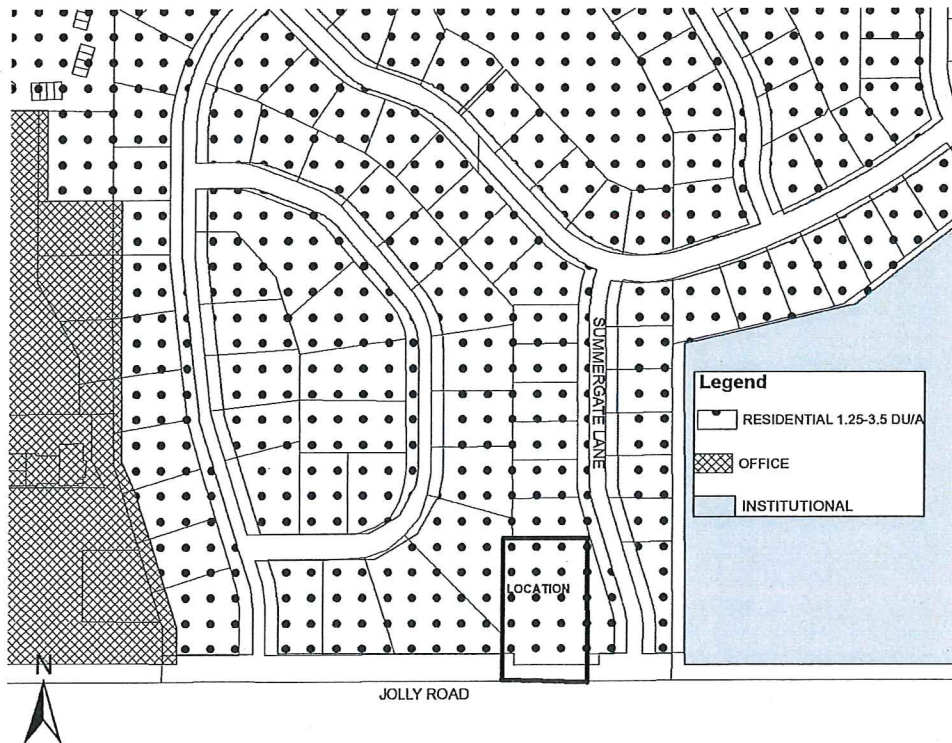 SUMMERGATE LANE
Legend
RESIDENTIAL 1.25-3.5 DU/A
OFFICE
INSTITUTIONAL
LOCATION
N
JOLLY ROAD